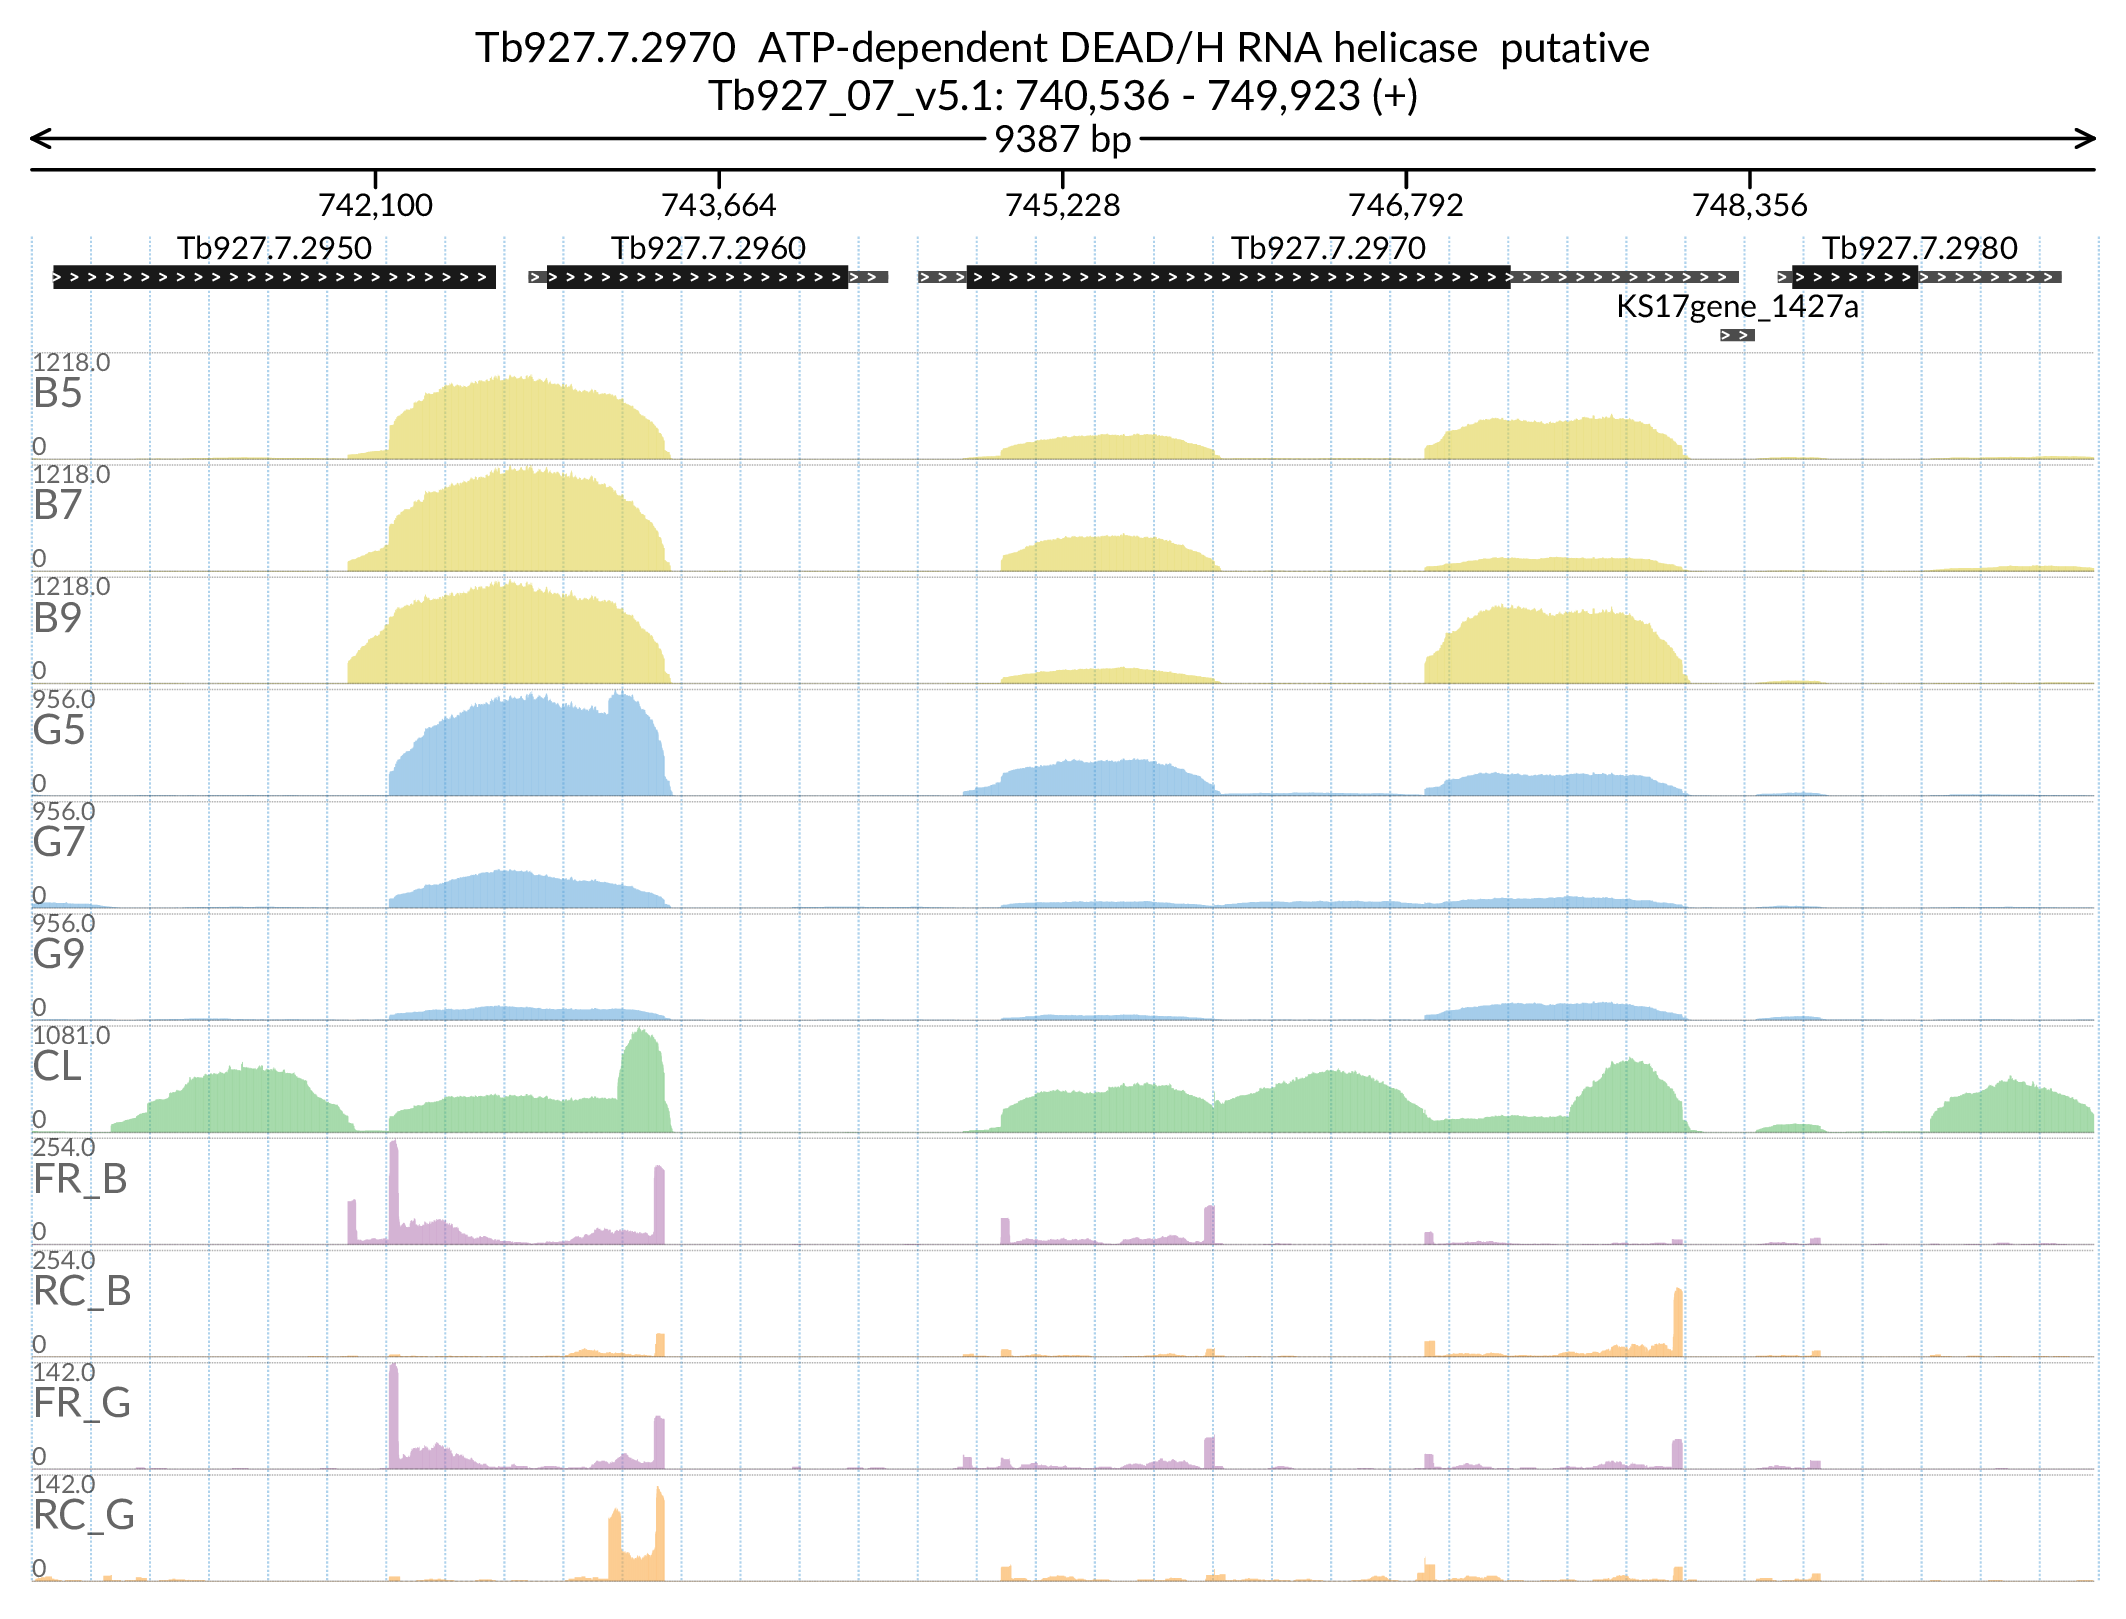 Tb927.7.2970  ATP-dependent DEAD/H RNA helicase  putative
Tb927_07_v5.1: 740,536 - 749,923 (+)
9387 bp
742,100 743,664 745,228 746,792 748,356
Tb927.7.2950 Tb927.7.2960 Tb927.7.2970 Tb927.7.2980
KS17gene_1427a
1218.0
B5
0
1218.0
B7
0
1218.0
B9
0
956.0
G5
0
956.0
G7
0
956.0
G9
0
1081.0
CL
0
254.0
FR_B
0
254.0
RC_B
0
142.0
FR_G
0
142.0
RC_G
0